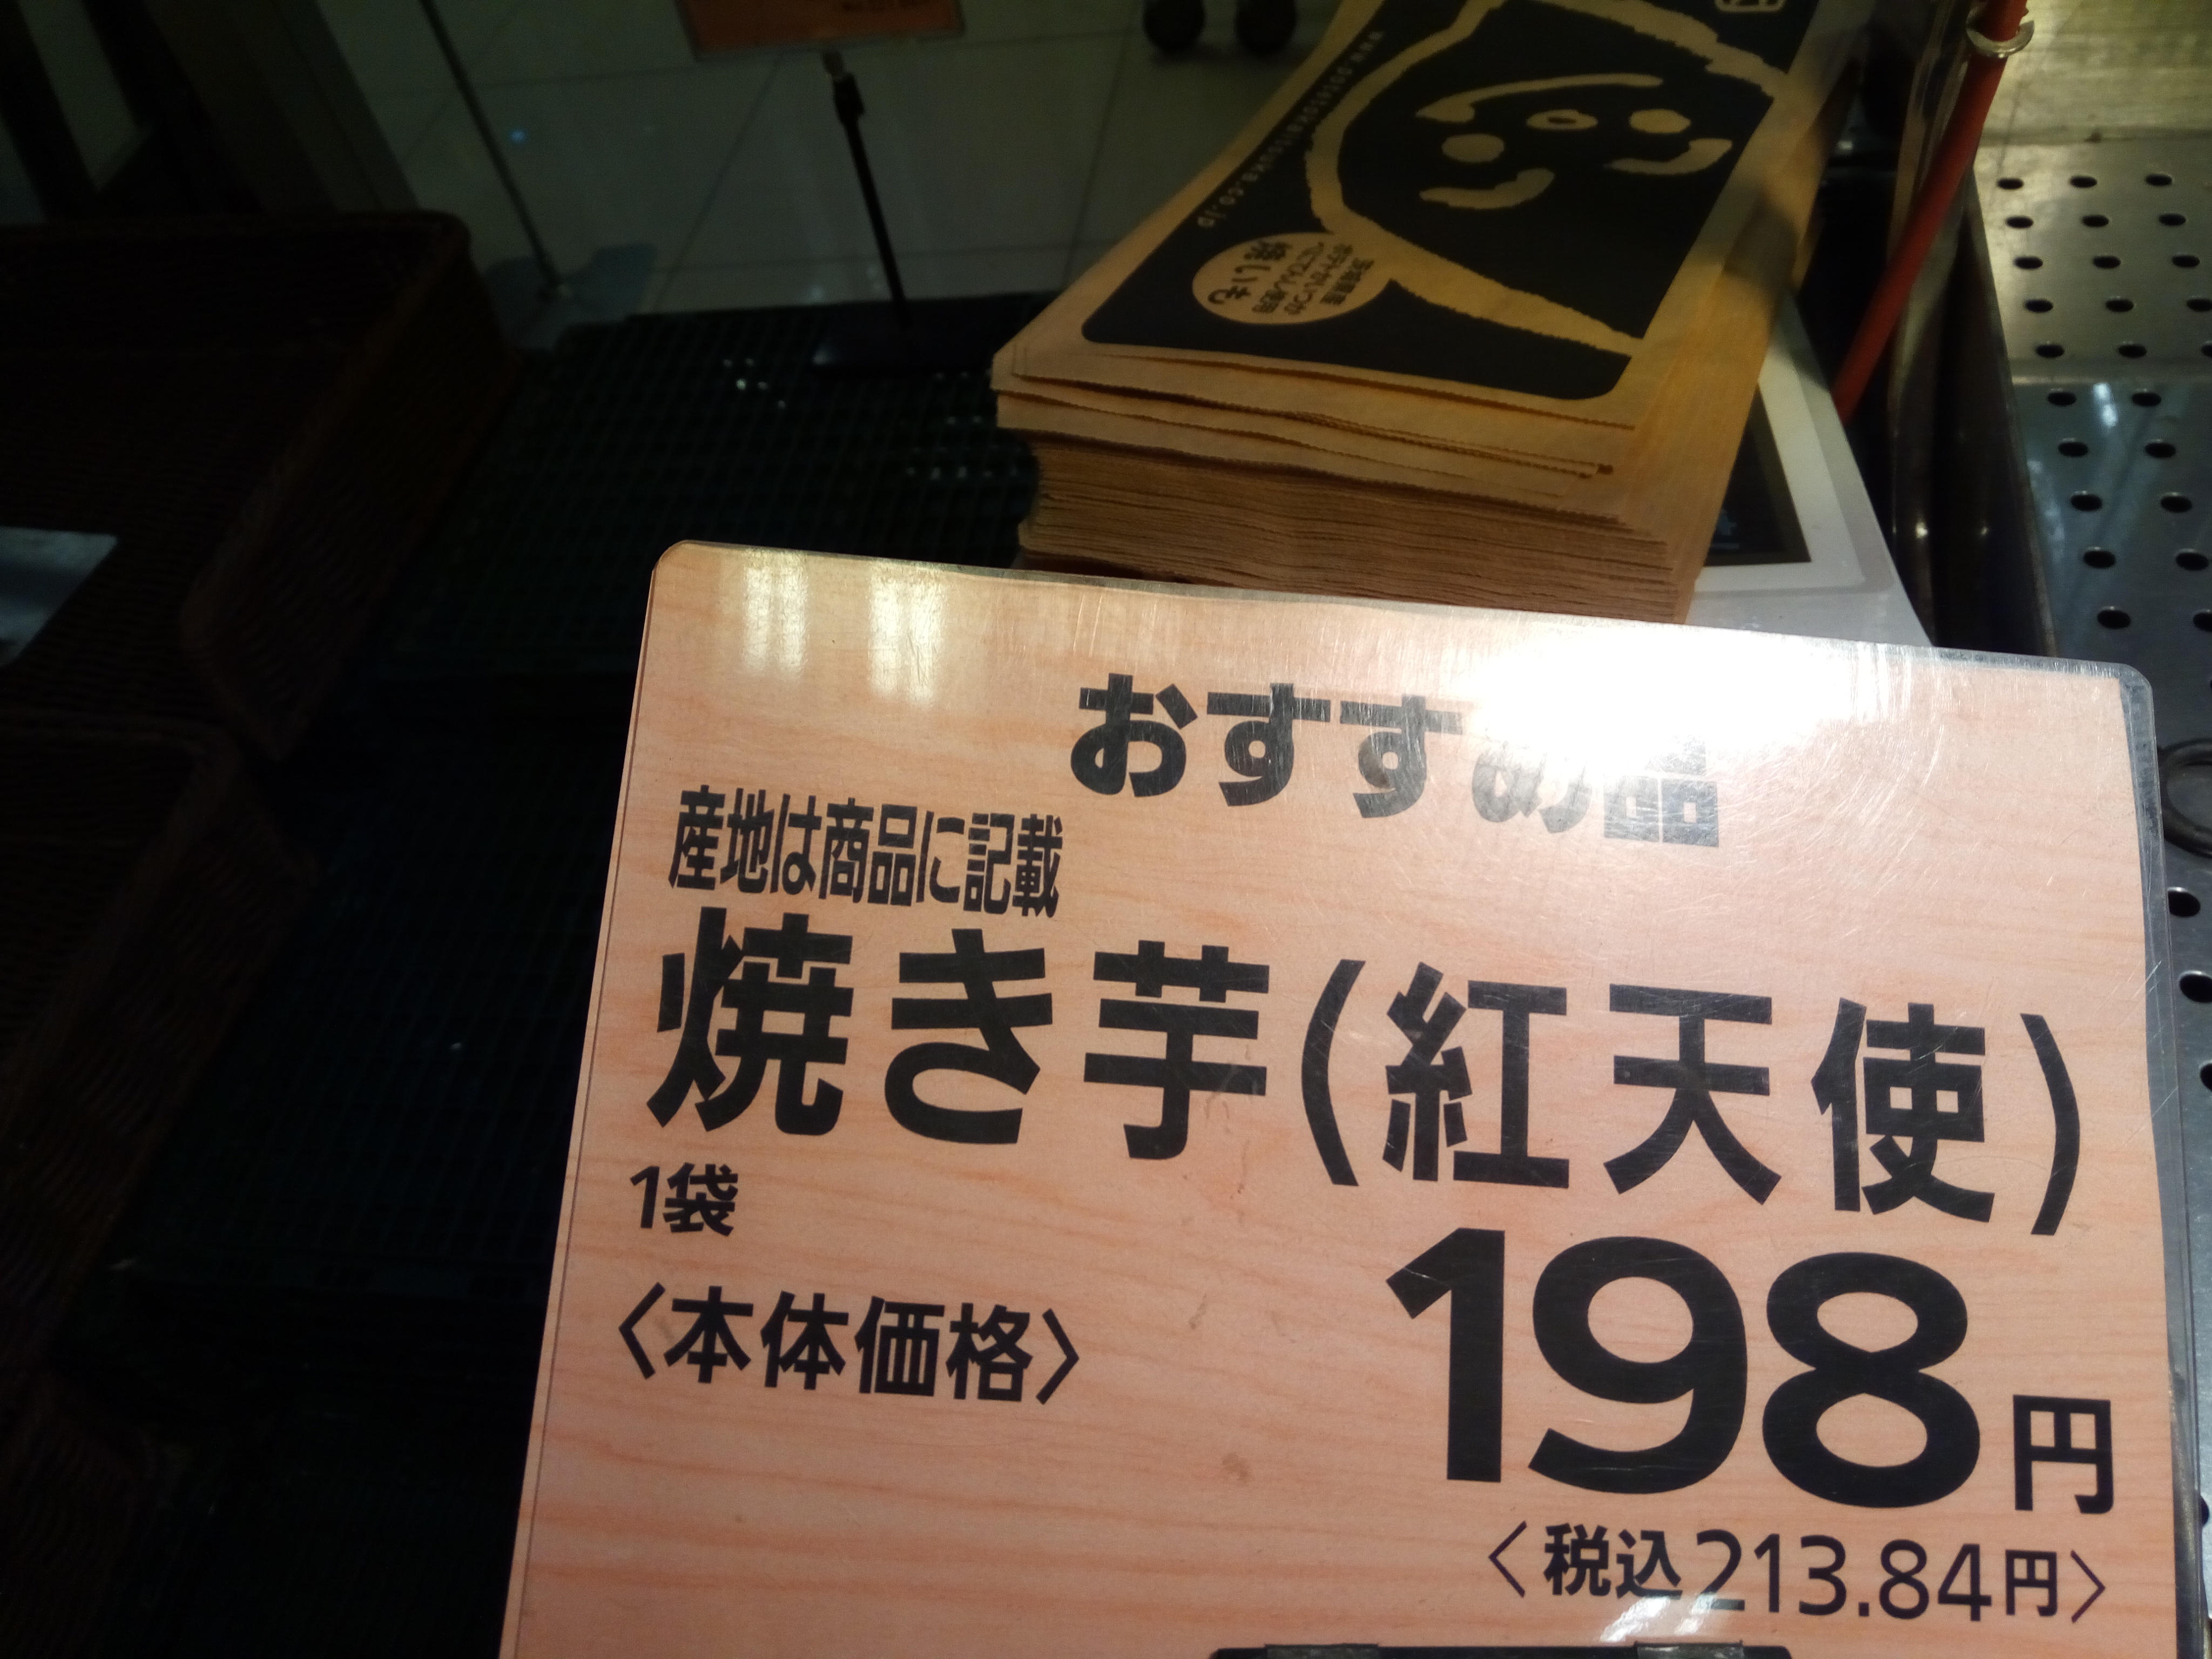 おすすめ品
産地は商品に記載
焼き芋(紅天使)
1袋
〈本体価格〉
198円
〈税込213.84円〉